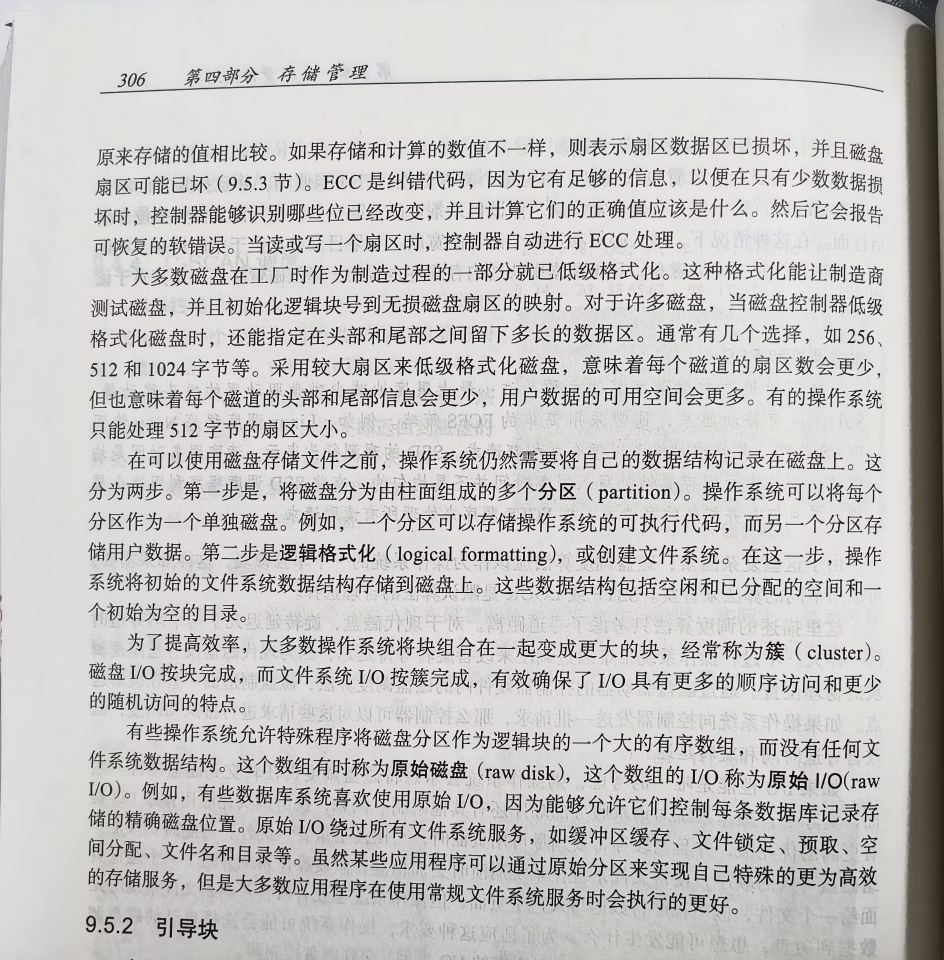 306 第四部分 存储管理
原来存储的值相比较。如果存储和计算的数值不一样，则表示扇区数据区已损坏，并且磁盘
扇区可能已坏（9.5.3 节）。ECC 是纠错代码，因为它有足够的信息，以便在只有少数数据损
坏时，控制器能够识别哪些位已经改变，并且计算它们的正确值应该是什么。然后它会报告
可恢复的软错误。当读或写一个扇区时，控制器自动进行 ECC 处理。
大多数磁盘在工厂时作为制造过程的一部分就已低级格式化。这种格式化能让制造商
测试磁盘，并且初始化逻辑块号到无损磁盘扇区的映射。对于许多磁盘，当磁盘控制器低级
格式化磁盘时，还能指定在头部和尾部之间留下多长的数据区。通常有几个选择，如 256、
512 和 1024 字节等。采用较大扇区来低级格式化磁盘，意味着每个磁道的扇区数会更少，
但也意味着每个磁道的头部和尾部信息会更少，用户数据的可用空间会更多。有的操作系统
只能处理 512 字节的扇区大小。
在可以使用磁盘存储文件之前，操作系统仍然需要将自己的数据结构记录在磁盘上。这
分为两步。第一步是，将磁盘分为由柱面组成的多个分区（partition）。操作系统可以将每个
分区作为一个单独磁盘。例如，一个分区可以存储操作系统的可执行代码，而另一个分区存
储用户数据。第二步是逻辑格式化（logical formatting），或创建文件系统。在这一步，操作
系统将初始的文件系统数据结构存储到磁盘上。这些数据结构包括空闲和已分配的空间和一
个初始为空的目录。
为了提高效率，大多数操作系统将块组合在一起变成更大的块，经常称为簇（cluster）。
磁盘 I/O 按块完成，而文件系统 I/O 按簇完成，有效确保了 I/O 具有更多的顺序访问和更少
的随机访问的特点。
有些操作系统允许特殊程序将磁盘分区作为逻辑块的一个大的有序数组，而没有任何文
件系统数据结构。这个数组有时称为原始磁盘（raw disk），这个数组的 I/O 称为原始 I/O(raw
I/O)。例如，有些数据库系统喜欢使用原始 I/O，因为能够允许它们控制每条数据库记录存
储的精确磁盘位置。原始 I/O 绕过所有文件系统服务，如缓冲区缓存、文件锁定、预取、空
间分配、文件名和目录等。虽然某些应用程序可以通过原始分区来实现自己特殊的更为高效
的存储服务，但是大多数应用程序在使用常规文件系统服务时会执行的更好。
9.5.2 引导块